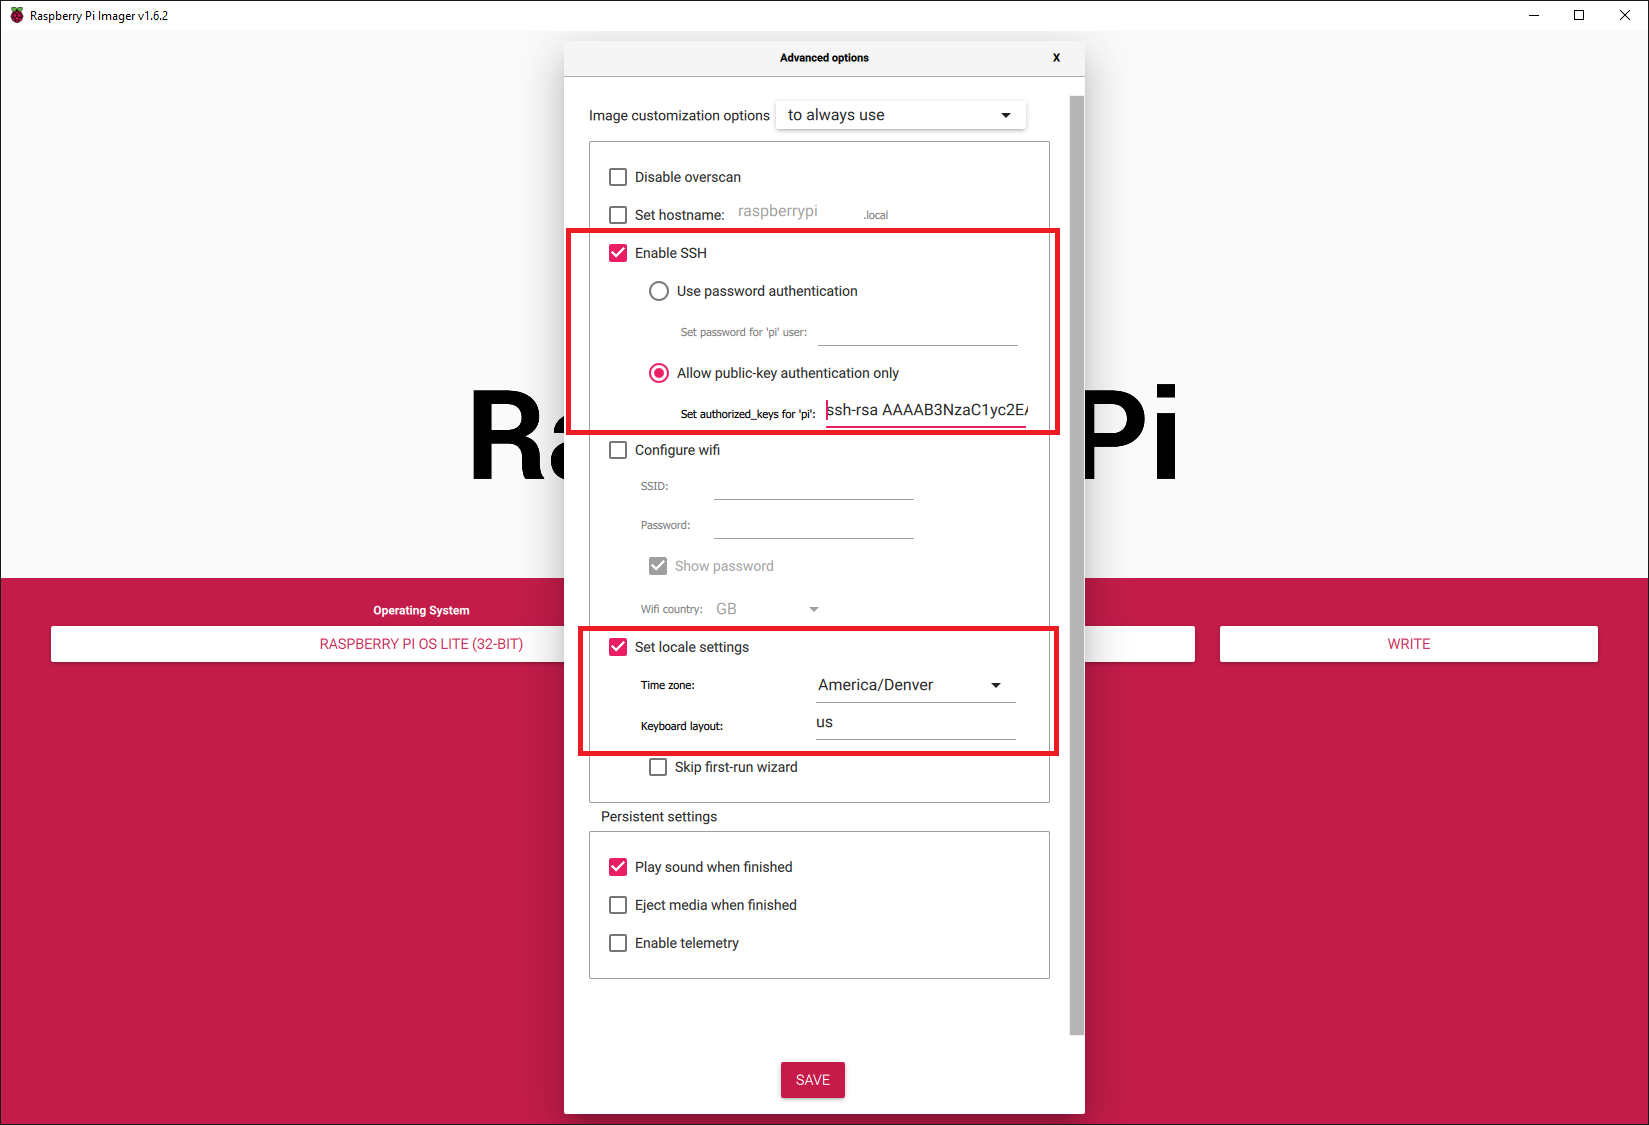 Raspberry Pi Imager v1.6.2
Advanced options X
Image customization options to always use
Disable overscan
Set hostname: raspberrypi .local
Enable SSH
Use password authentication
Set password for 'pi' user:
Allow public-key authentication only
Set authorized_keys for 'pi': ssh-rsa AAAAB3NzaC1yc2EA
Ra Pi
Configure wifi
SSID:
Password:
Show password
Wifi country: GB
Operating System
RASPBERRY PI OS LITE (32-BIT)
WRITE
Set locale settings
Time zone: America/Denver
Keyboard layout: us
Skip first-run wizard
Persistent settings
Play sound when finished
Eject media when finished
Enable telemetry
SAVE